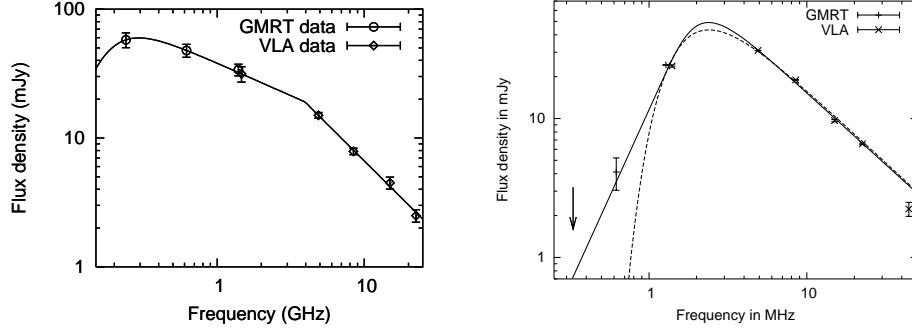 100
10
1
1
10
Flux density (mJy)
Frequency (GHz)
GMRT data
VLA data
10
1
1
10
Flux density in mJy
Frequency in MHz
GMRT
VLA